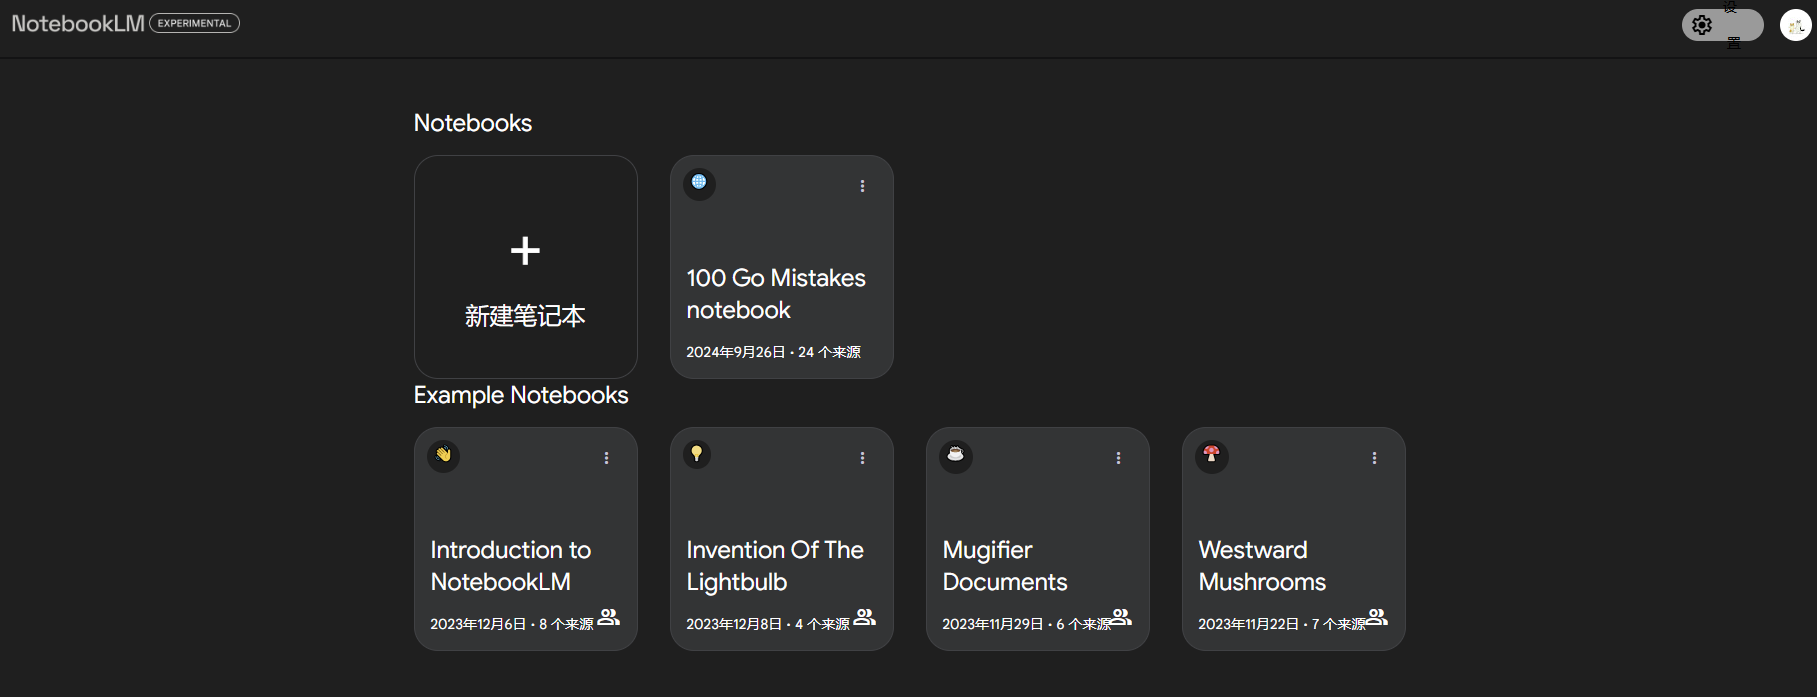 NotebookLM EXPERIMENTAL
设置
Notebooks
新建笔记本
100 Go Mistakes
notebook
2024年9月26日 • 24 个来源
Example Notebooks
Introduction to
NotebookLM
2023年12月6日 • 8 个来源
Invention Of The
Lightbulb
2023年12月8日 • 4 个来源
Mugifier
Documents
2023年11月29日 • 6 个来源
Westward
Mushrooms
2023年11月22日 • 7 个来源